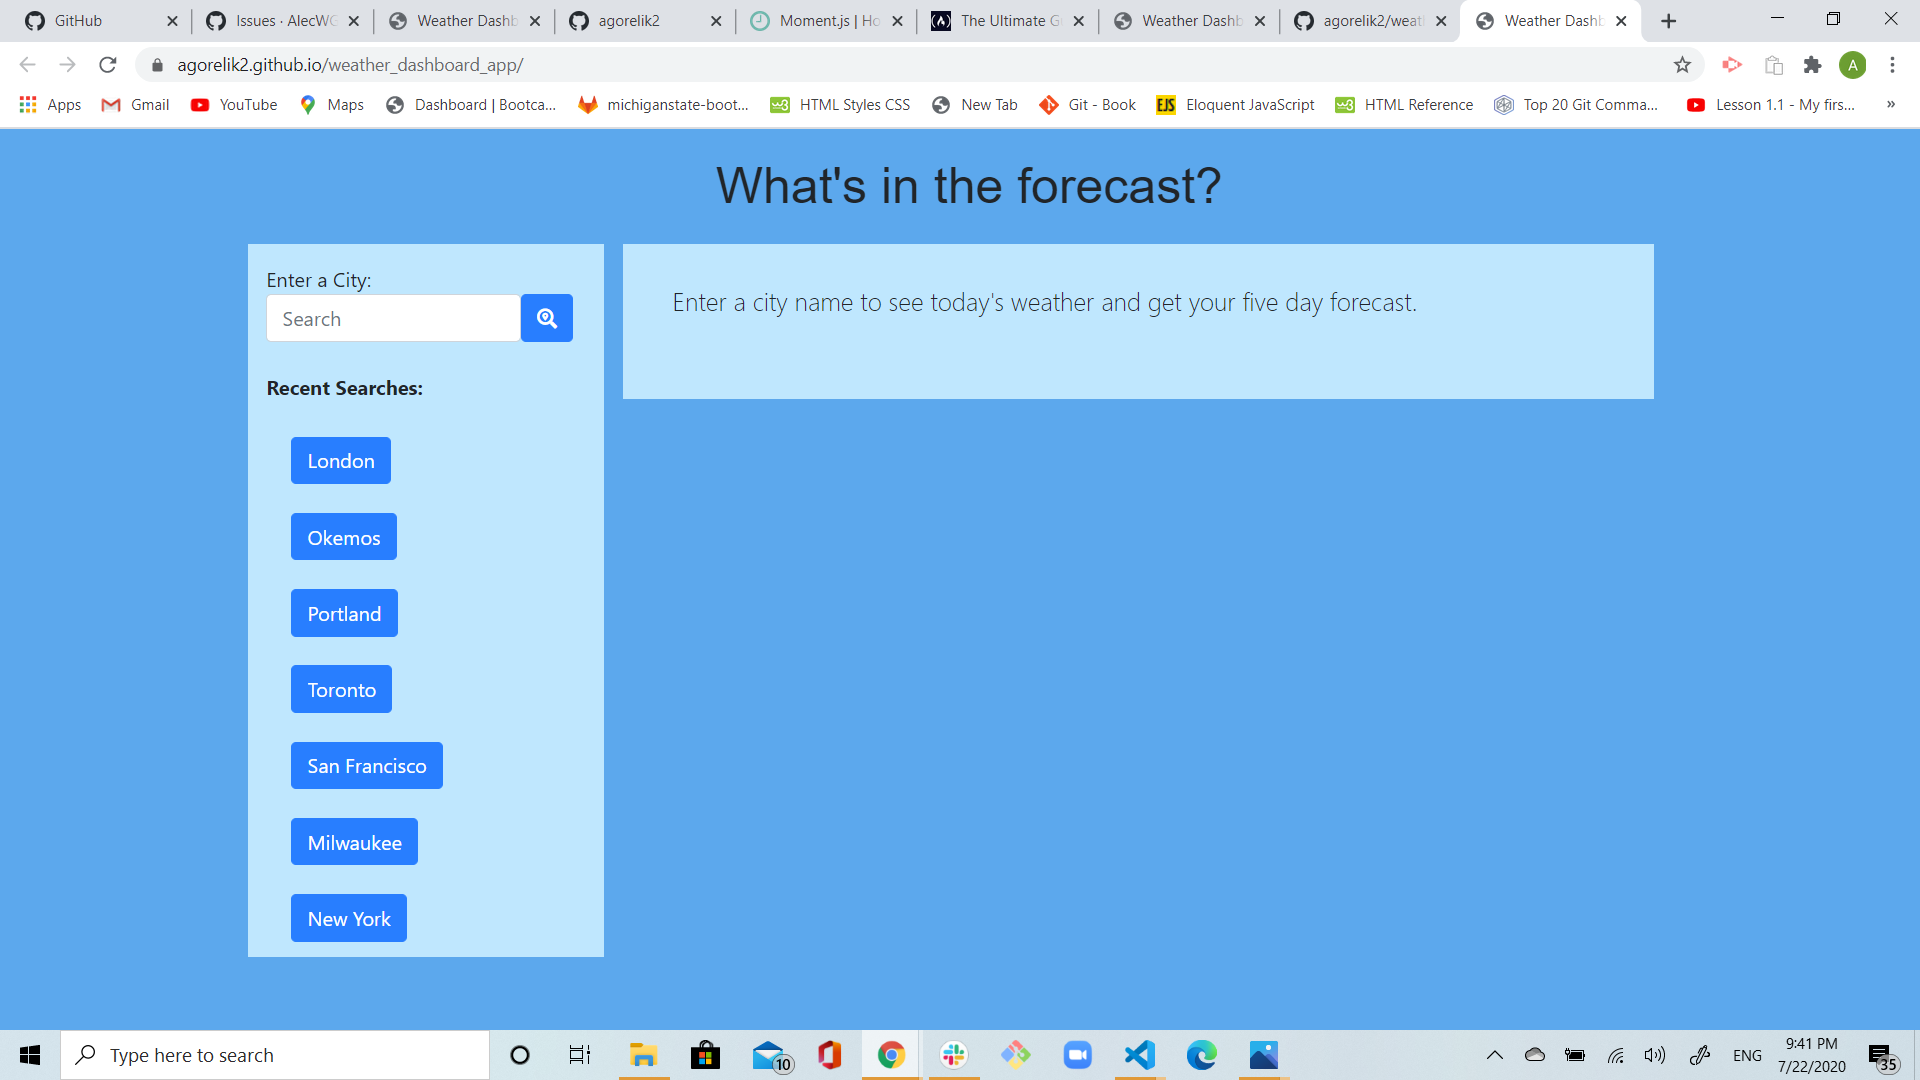 GitHub
Issues · AlecWG
Weather Dashb
agorelik2
Moment.js | Ho
The Ultimate G
Weather Dashb
agorelik2/weat
Weather Dashb
agorelik2.github.io/weather_dashboard_app/
A
Apps
Gmail
YouTube
Maps
Dashboard | Bootca...
michiganstate-boot...
HTML Styles CSS
New Tab
Git - Book
EJS
Eloquent JavaScript
HTML Reference
Top 20 Git Comma...
Lesson 1.1 - My firs...
»
What's in the forecast?
Enter a City:
Search
Recent Searches:
London
Okemos
Portland
Toronto
San Francisco
Milwaukee
New York
Enter a city name to see today's weather and get your five day forecast.
Type here to search
10
ENG
9:41 PM
7/22/2020
35